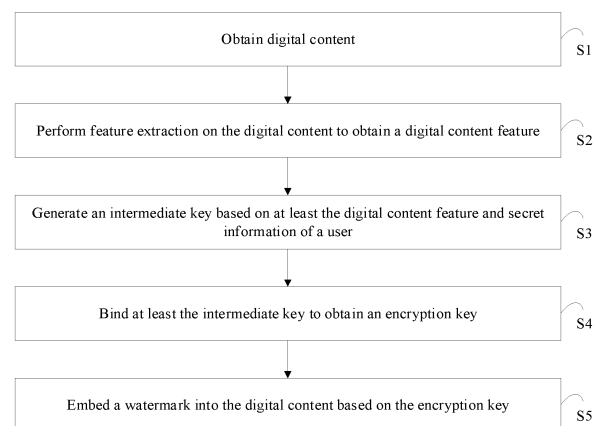 Obtain digital content
S1
Perform feature extraction on the digital content to obtain a digital content feature
S2
Generate an intermediate key based on at least the digital content feature and secret
information of a user
S3
Bind at least the intermediate key to obtain an encryption key
S4
Embed a watermark into the digital content based on the encryption key
S5